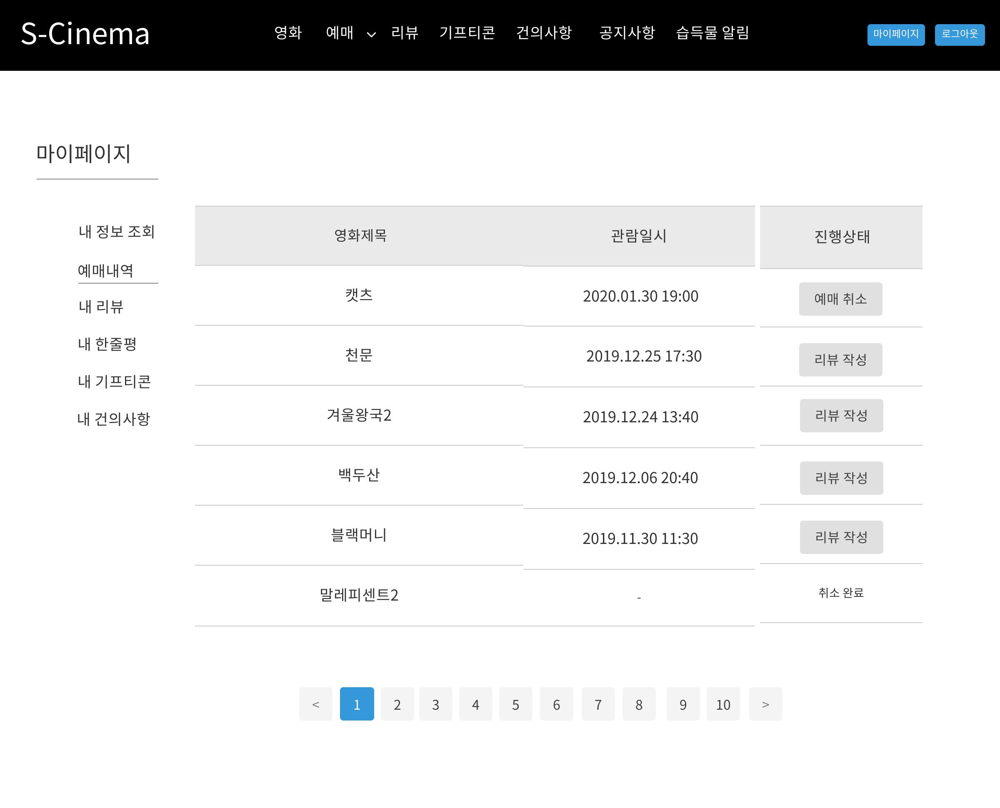 S-Cinema
영화 예매 리뷰 기프티콘 건의사항 공지사항 습득물 알림
마이페이지 로그아웃
마이페이지
내 정보 조회
예매내역
내 리뷰
내 한줄평
내 기프티콘
내 건의사항
영화제목 관람일시 진행상태
캣츠 2020.01.30 19:00 예매 취소
천문 2019.12.25 17:30 리뷰 작성
겨울왕국2 2019.12.24 13:40 리뷰 작성
백두산 2019.12.06 20:40 리뷰 작성
블랙머니 2019.11.30 11:30 리뷰 작성
말레피센트2 - 취소 완료
< 1 2 3 4 5 6 7 8 9 10 >